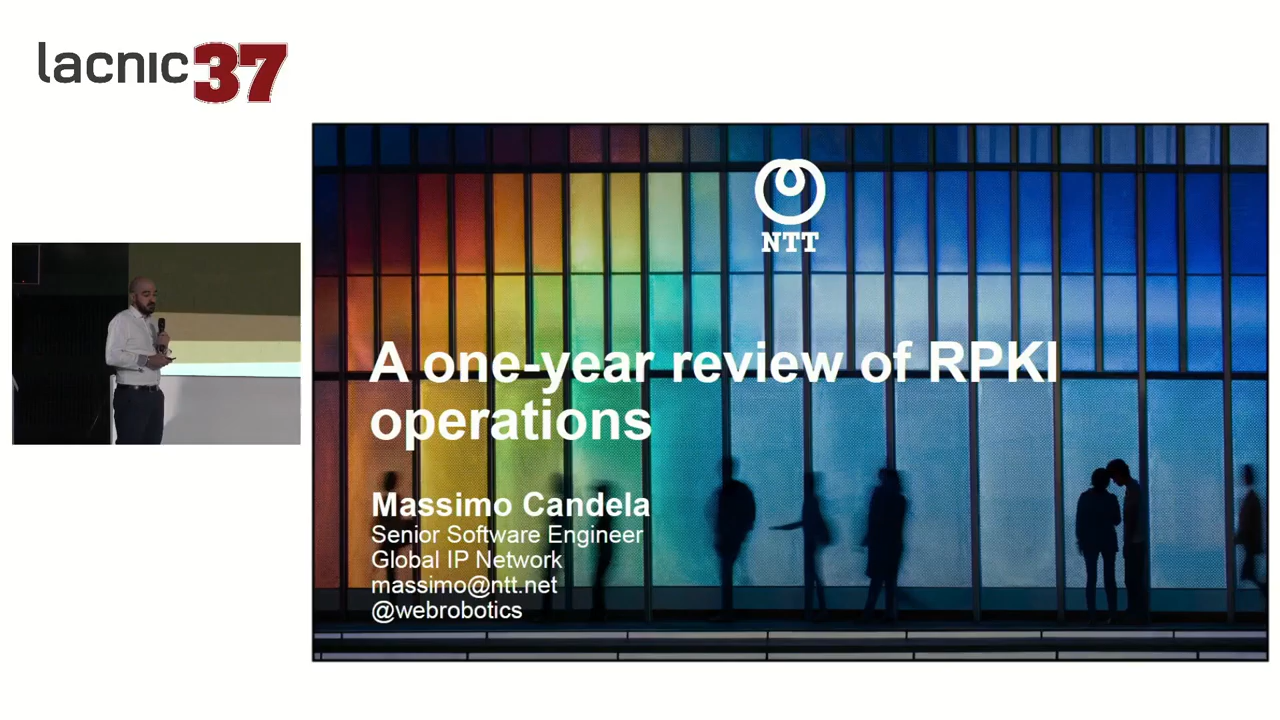 lacnic37
NTT
A one-year review of RPKI
operations
Massimo Candela
Senior Software Engineer
Global IP Network
massimo@ntt.net
@webrobotics